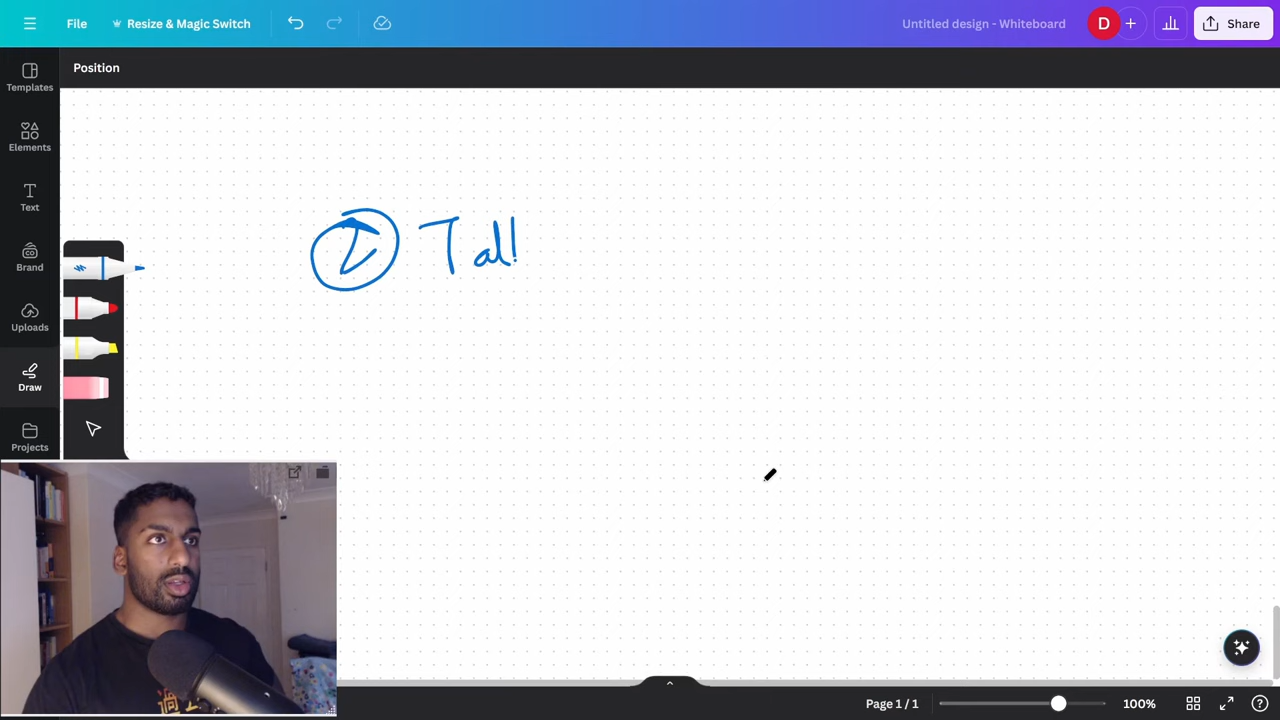 File
Resize & Magic Switch
Untitled design - Whiteboard
D
+
Share
Position
Templates
Elements
Text
Brand
Uploads
Draw
Projects
Tal!
Page 1 / 1
100%